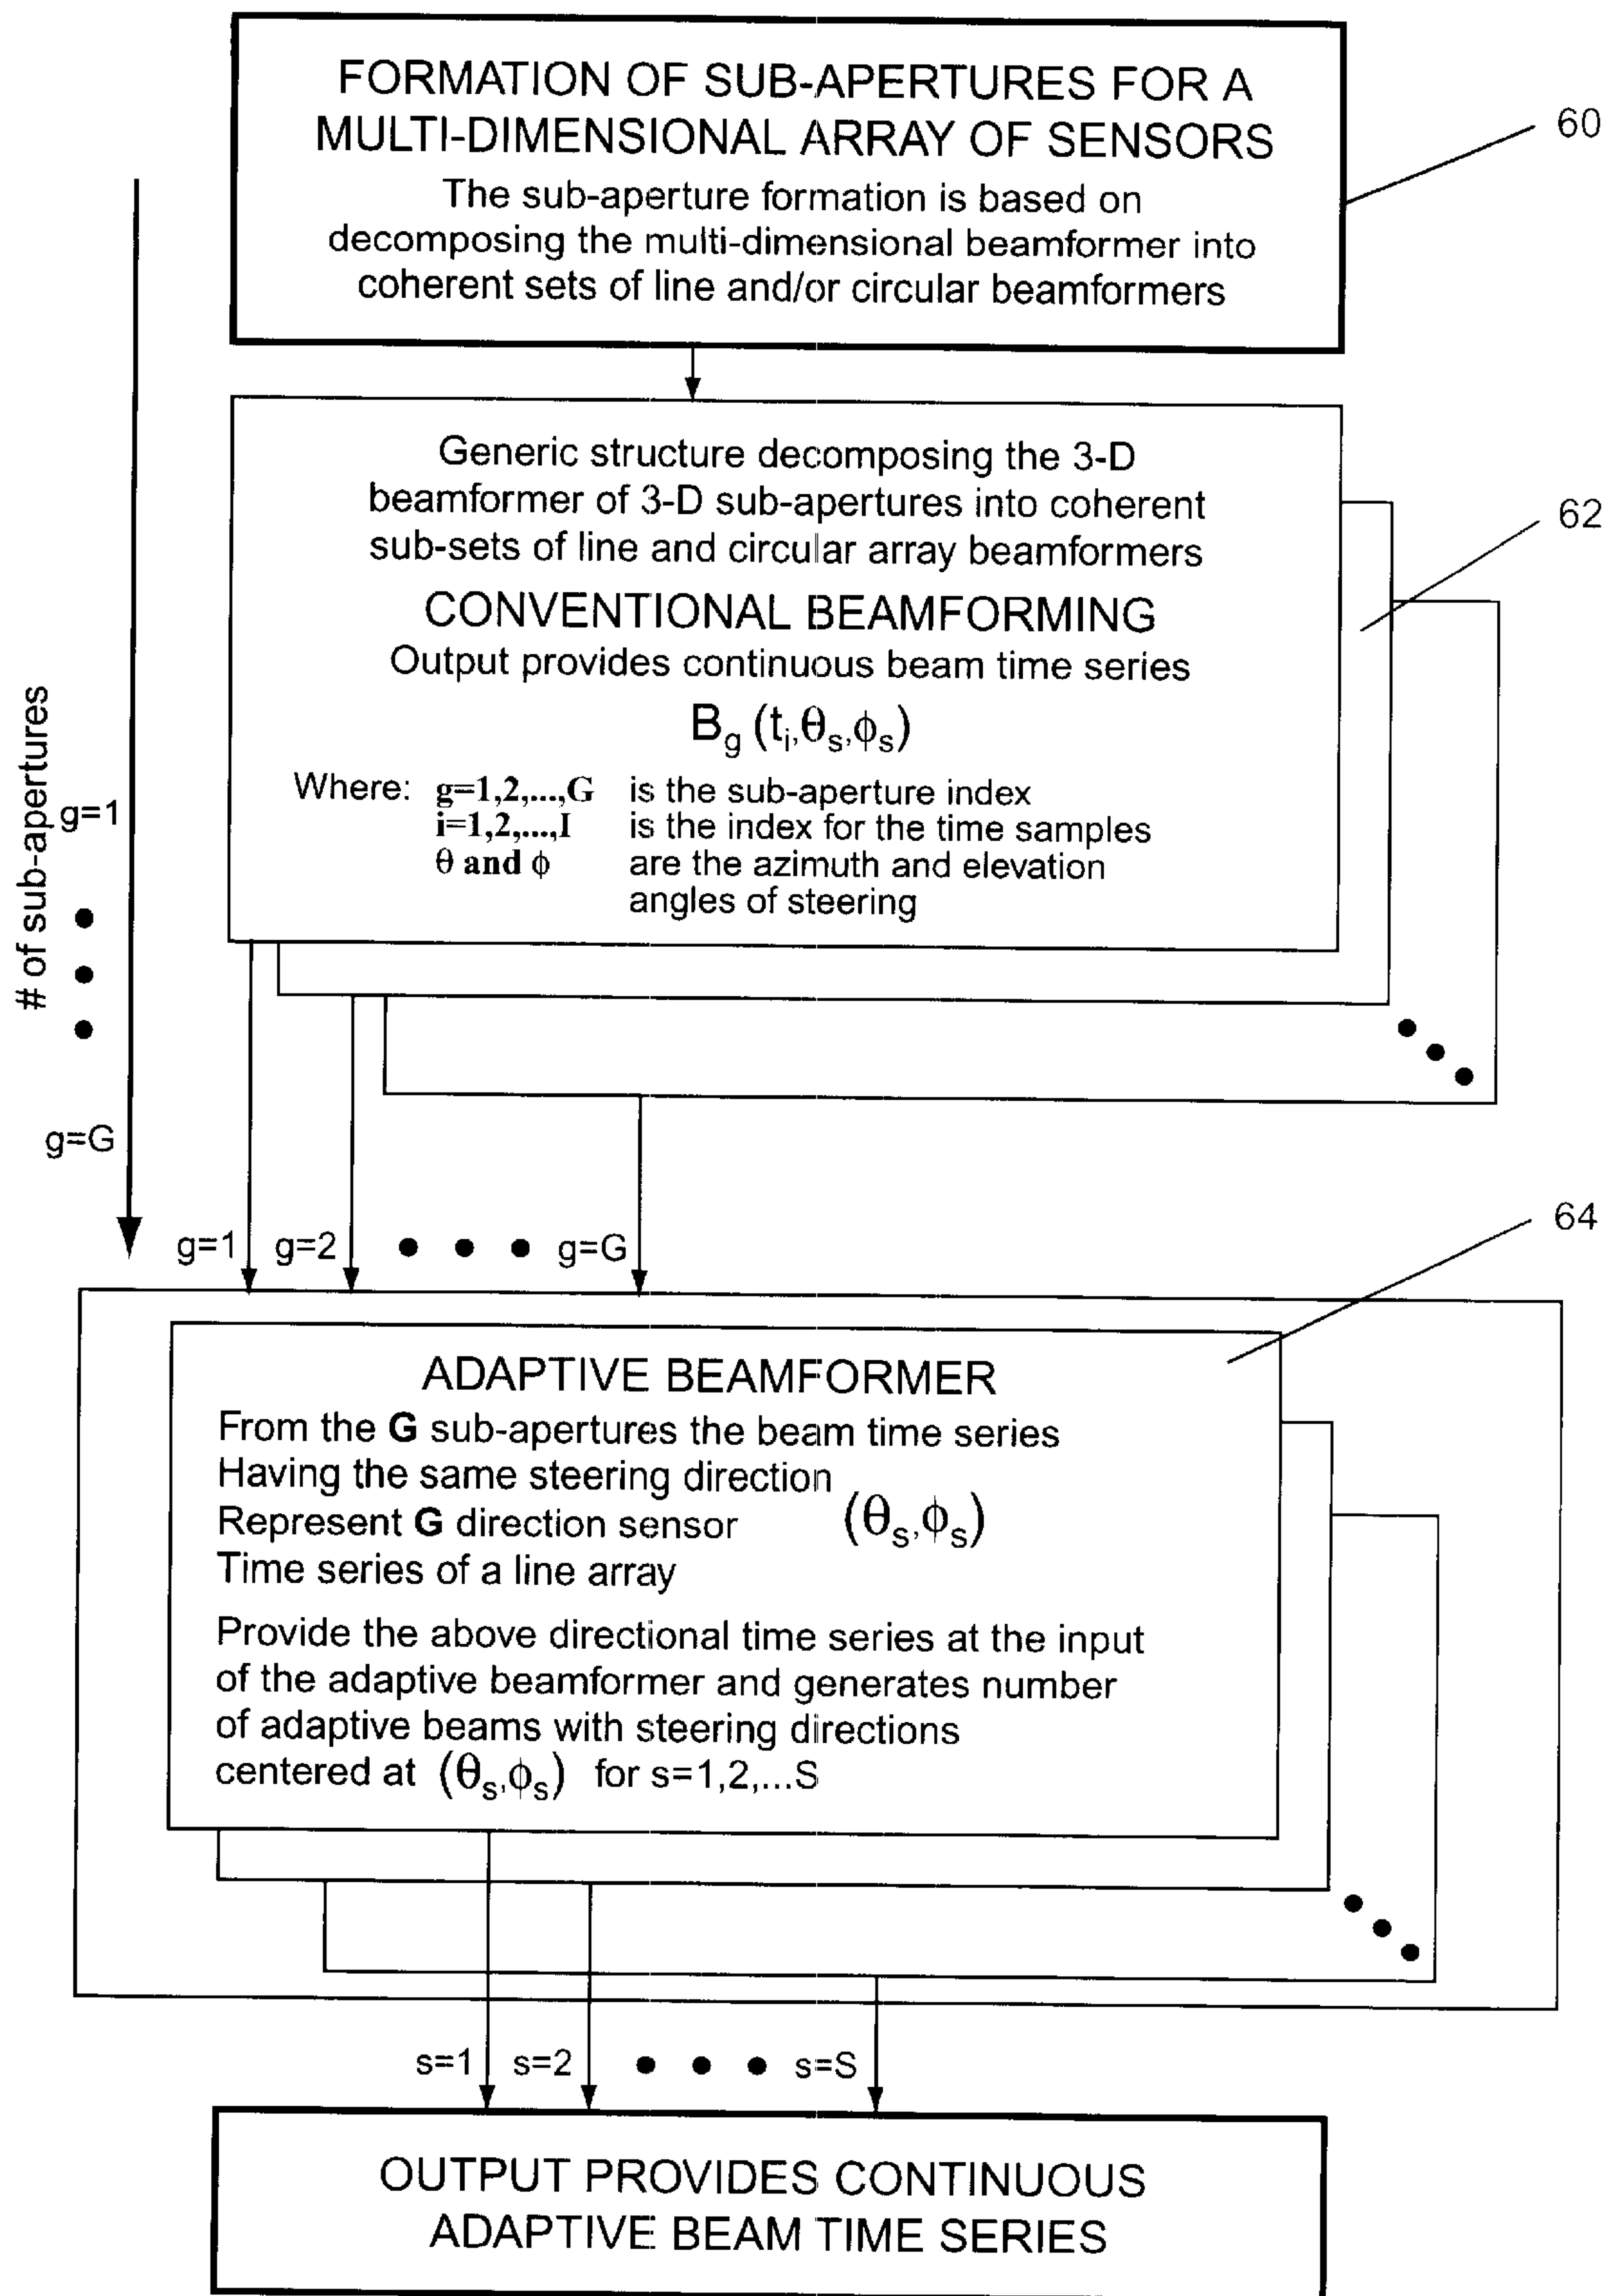 FORMATION OF SUB-APERTURES FOR A
MULTI-DIMENSIONAL ARRAY OF SENSORS
The sub-aperture formation is based on
decomposing the multi-dimensional beamformer into
coherent sets of line and/or circular beamformers
60
Generic structure decomposing the 3-D
beamformer of 3-D sub-apertures into coherent
sub-sets of line and circular array beamformers
CONVENTIONAL BEAMFORMING
Output provides continuous beam time series
B_g (t_i,θ_s,ϕ_s)
Where: g=1,2,...,G is the sub-aperture index
i=1,2,...,I is the index for the time samples
θ and ϕ are the azimuth and elevation
angles of steering
62
# of sub-apertures
g=1
g=G
g=1 g=2 g=G
64
ADAPTIVE BEAMFORMER
From the G sub-apertures the beam time series
Having the same steering direction
Represent G direction sensor (θ_s,ϕ_s)
Time series of a line array
Provide the above directional time series at the input
of the adaptive beamformer and generates number
of adaptive beams with steering directions
centered at (θ_s,ϕ_s) for s=1,2,...S
s=1 s=2 s=S
OUTPUT PROVIDES CONTINUOUS
ADAPTIVE BEAM TIME SERIES